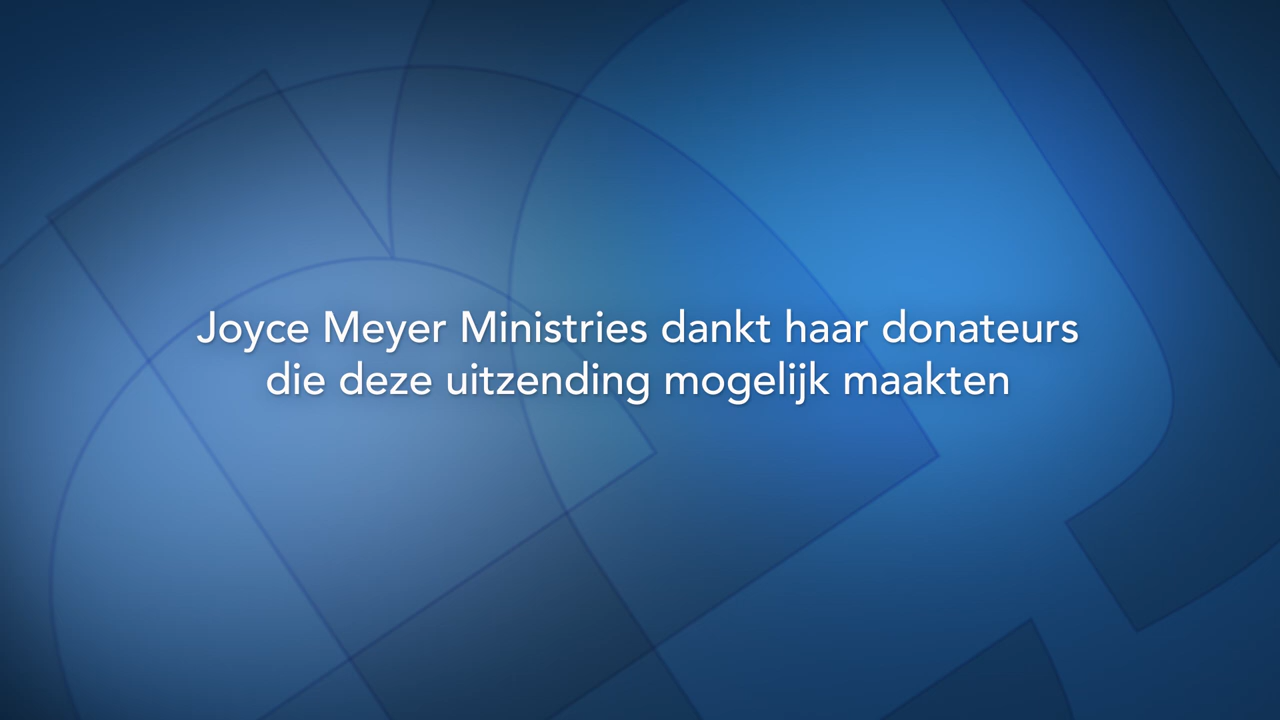 Joyce Meyer Ministries dankt haar donateurs
die deze uitzending mogelijk maakten